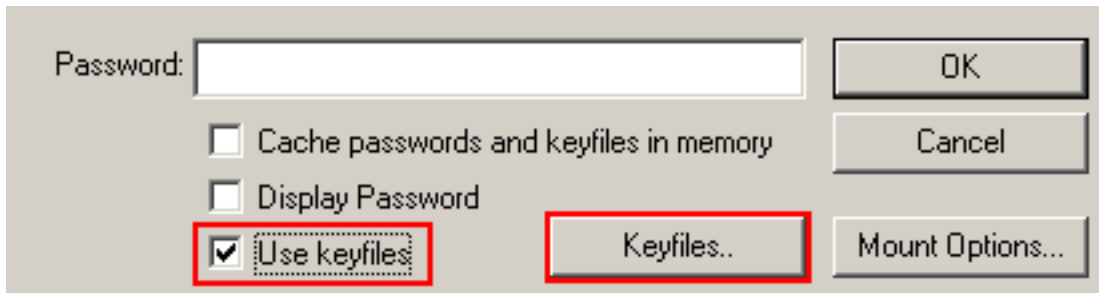 Password:
OK
Cache passwords and keyfiles in memory
Cancel
Display Password
Use keyfiles
Keyfiles..
Mount Options...